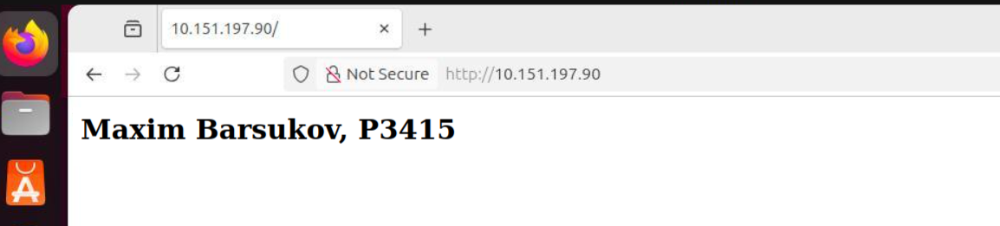 10.151.197.90/
Not Secure http://10.151.197.90
Maxim Barsukov, P3415